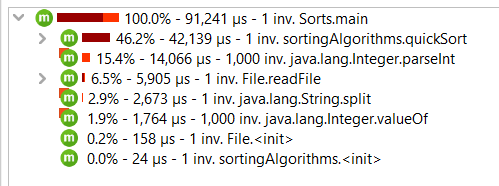 m 100.0% - 91,241 µs - 1 inv. Sorts.main
m 46.2% - 42,139 µs - 1 inv. sortingAlgorithms.quickSort
m 15.4% - 14,066 µs - 1,000 inv. java.lang.Integer.parseInt
m 6.5% - 5,905 µs - 1 inv. File.readFile
m 2.9% - 2,673 µs - 1 inv. java.lang.String.split
m 1.9% - 1,764 µs - 1,000 inv. java.lang.Integer.valueOf
m 0.2% - 158 µs - 1 inv. File.<init>
m 0.0% - 24 µs - 1 inv. sortingAlgorithms.<init>